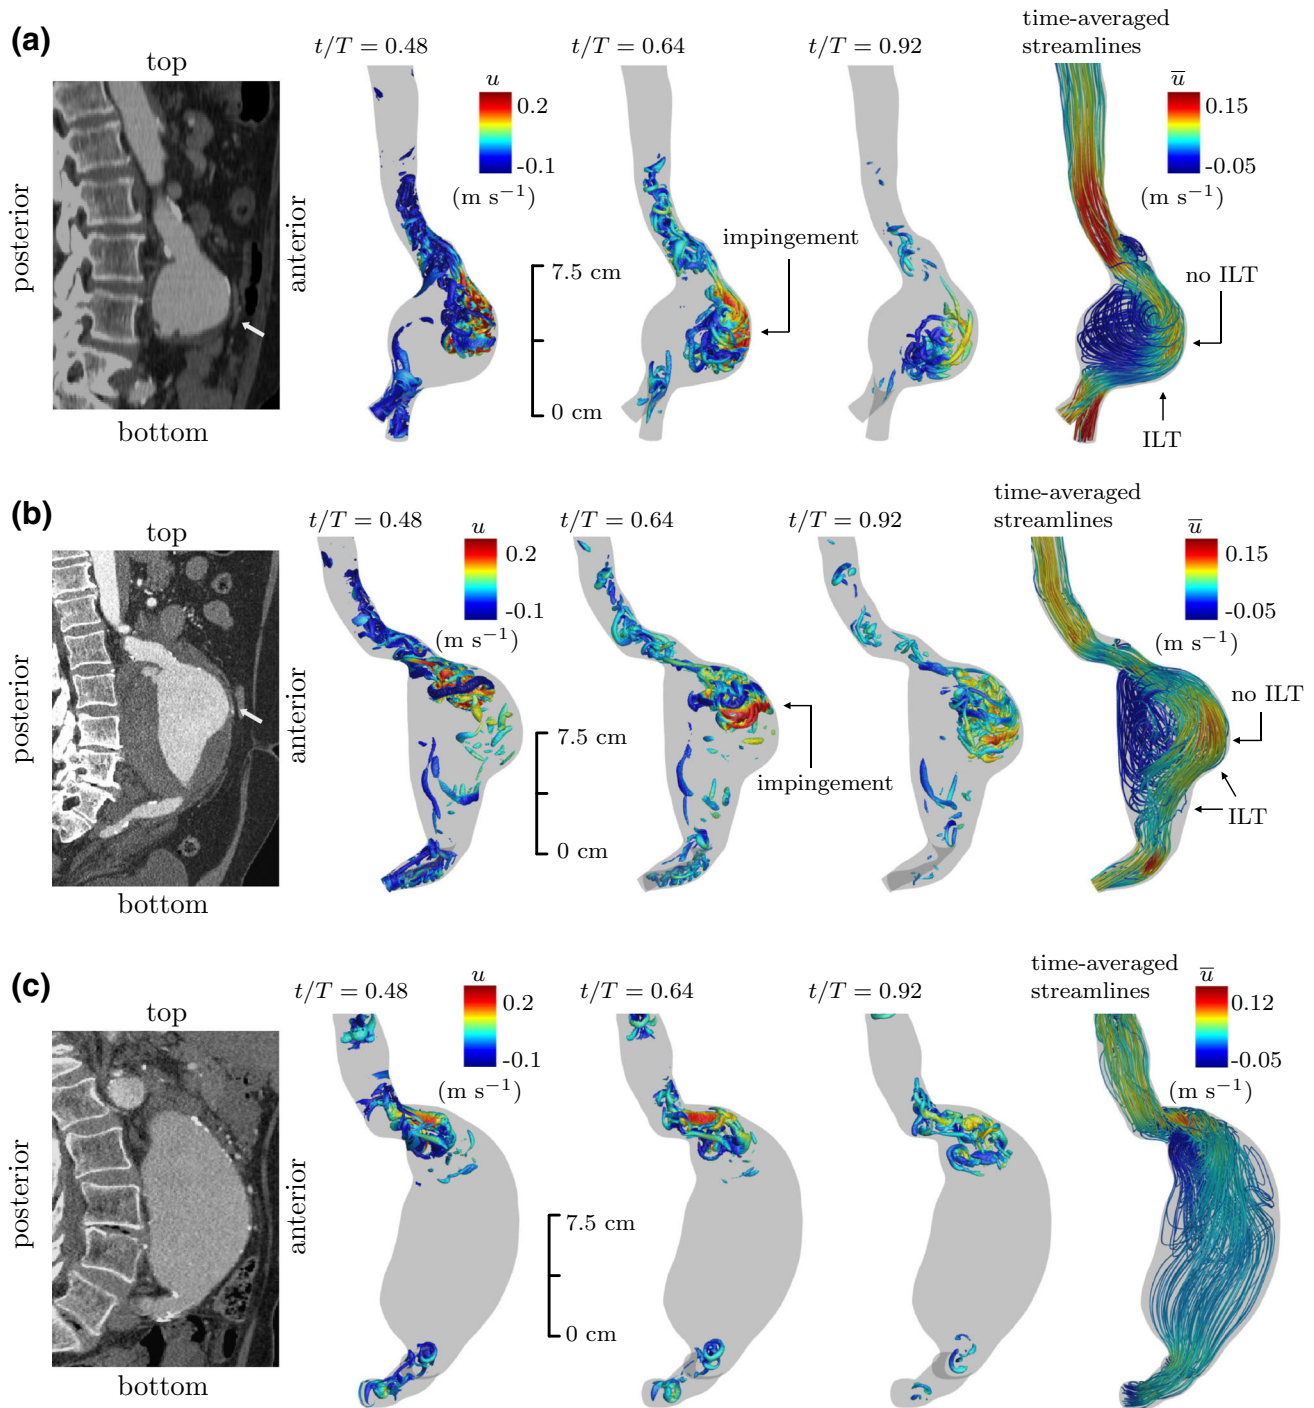 (a)
top
posterior
anterior
bottom
t/T = 0.48
u
0.2
-0.1
(m s⁻¹)
7.5 cm
0 cm
t/T = 0.64
impingement
t/T = 0.92
time-averaged
streamlines
u̅
0.15
-0.05
(m s⁻¹)
no ILT
ILT
(b)
top
posterior
anterior
bottom
t/T = 0.48
u
0.2
-0.1
(m s⁻¹)
7.5 cm
0 cm
t/T = 0.64
impingement
t/T = 0.92
time-averaged
streamlines
u̅
0.15
-0.05
(m s⁻¹)
no ILT
ILT
(c)
top
posterior
anterior
bottom
t/T = 0.48
u
0.2
-0.1
(m s⁻¹)
7.5 cm
0 cm
t/T = 0.64
t/T = 0.92
time-averaged
streamlines
u̅
0.12
-0.05
(m s⁻¹)